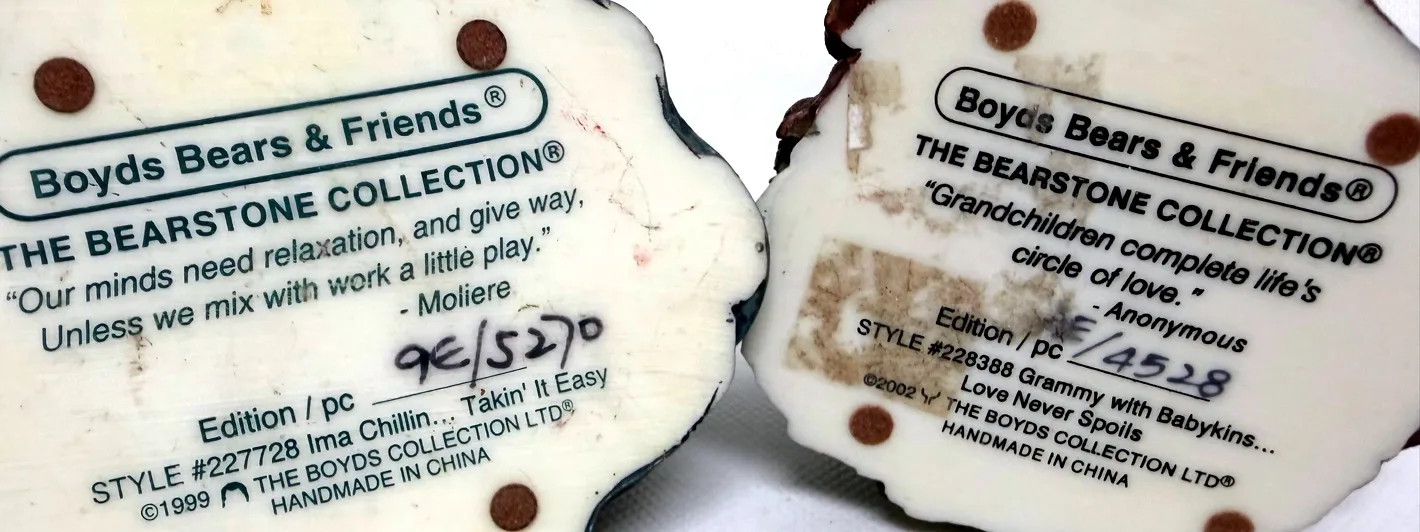 Boyds Bears & Friends®
THE BEARSTONE COLLECTION®
“Our minds need relaxation, and give way,
Unless we mix with work a little play.”
- Moliere
Edition / pc 9E/5270
STYLE #227728 Ima Chillin... Takin' It Easy
©1999 THE BOYDS COLLECTION LTD®
HANDMADE IN CHINA
Boyds Bears & Friends®
THE BEARSTONE COLLECTION®
“Grandchildren complete life's
circle of love.”
- Anonymous
Edition / pc E/4528
STYLE #228388 Grammy with Babykins...
Love Never Spoils
©2002 THE BOYDS COLLECTION LTD®
HANDMADE IN CHINA